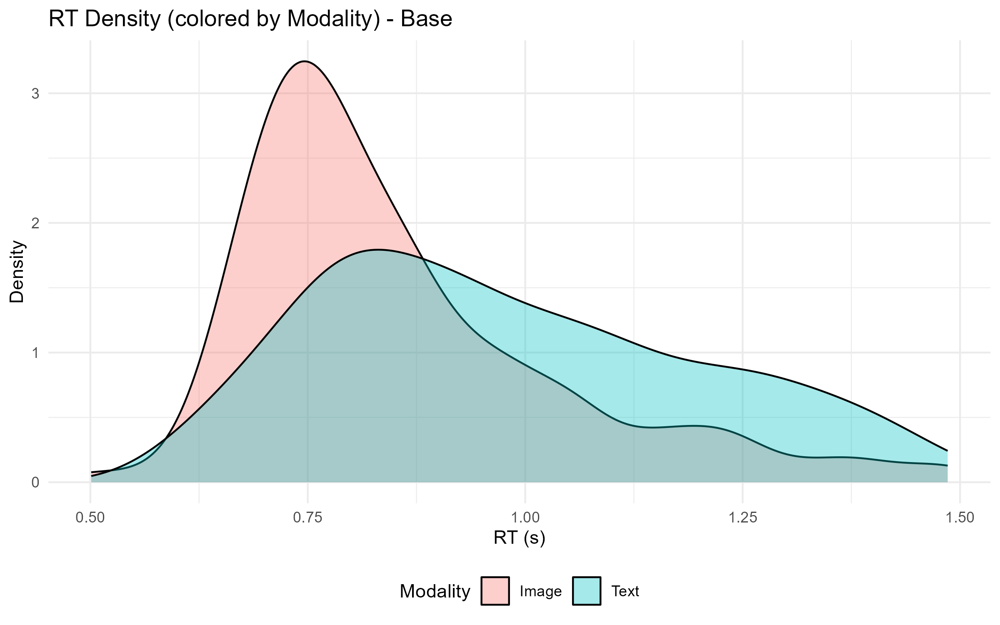 RT Density (colored by Modality) - Base
Density
3
2
1
0
0.50 0.75 1.00 1.25 1.50
RT (s)
Modality Image Text